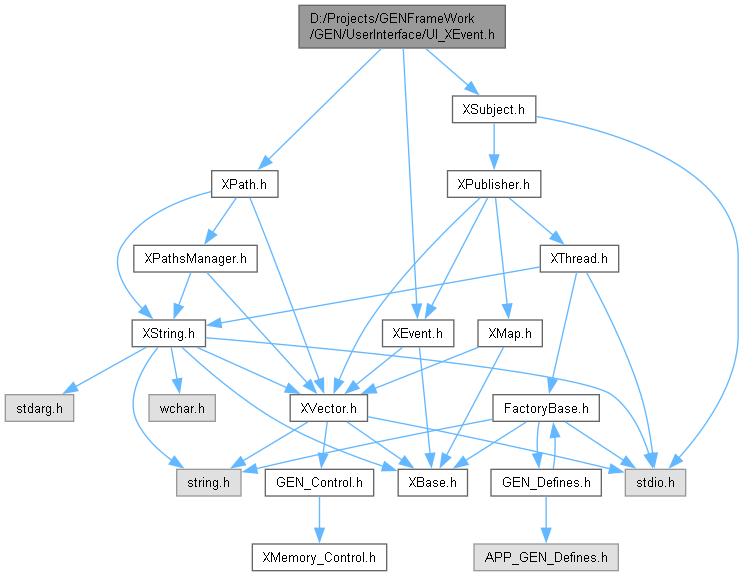 D:/Projects/GENFrameWork
/GEN/UserInterface/UI_XEvent.h
XSubject.h
XPath.h
XPublisher.h
XPathsManager.h
XThread.h
XString.h
XEvent.h
XMap.h
stdarg.h
wchar.h
XVector.h
FactoryBase.h
string.h
GEN_Control.h
XBase.h
GEN_Defines.h
stdio.h
XMemory_Control.h
APP_GEN_Defines.h